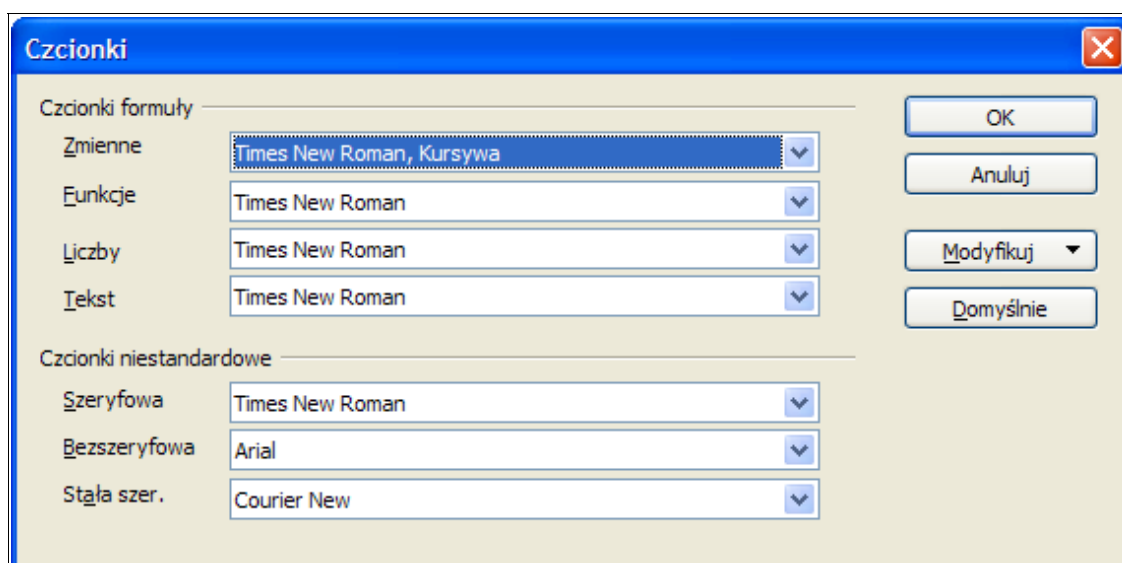 Czcionki
Czcionki formuły
Zmienne Times New Roman, Kursywa
Funkcje Times New Roman
Liczby Times New Roman
Tekst Times New Roman
Czcionki niestandardowe
Szeryfowa Times New Roman
Bezszeryfowa Arial
Stała szer. Courier New
OK
Anuluj
Modyfikuj
Domyślnie